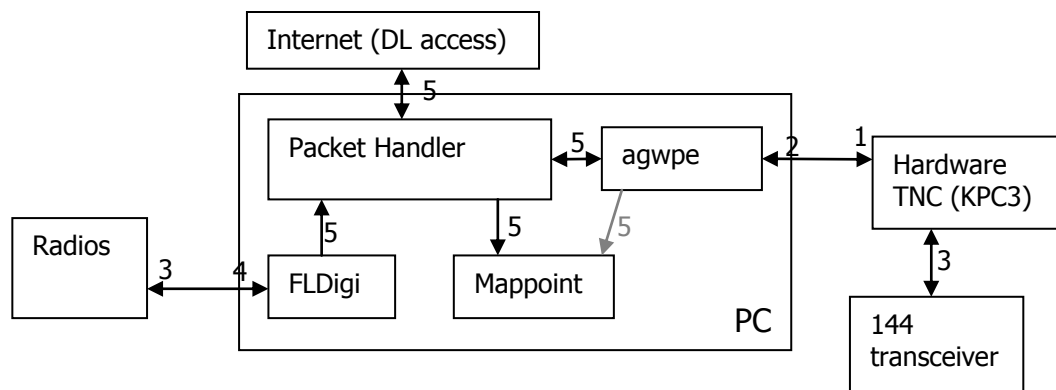 Internet (DL access)
5
Packet Handler
5
agwpe
2
1
Hardware
TNC (KPC3)
5
5
5
3
Radios
3
4
FLDigi
Mappoint
PC
144
transceiver